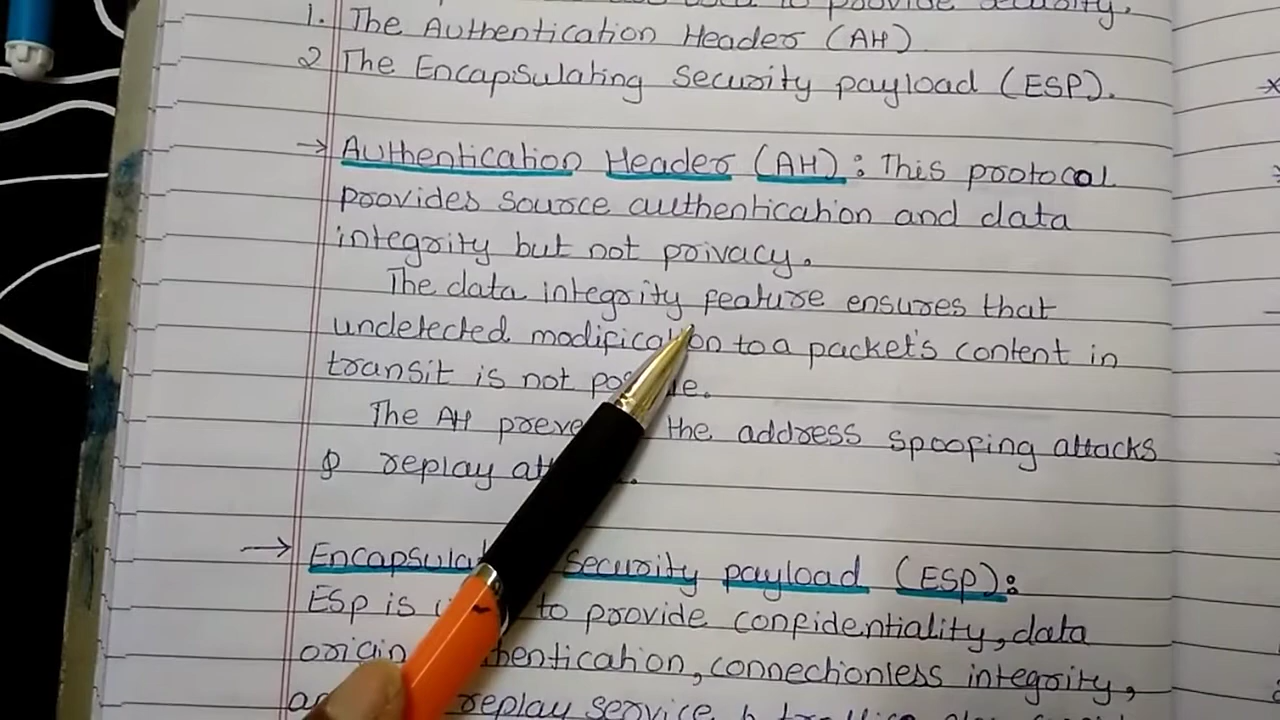 to provide security.
1. The Authentication Header (AH)
2 The Encapsulating security payload (ESP).
→ Authentication Header (AH): This protocol
provides source authentication and data
integrity but not privacy.
The data integrity feature ensures that
undetected modification to a packet's content in
transit is not
The AH the address spoofing attacks
& replay
→ security payload (ESP):
ESP is to provide confidentiality, data
connectionless integrity,
replay service